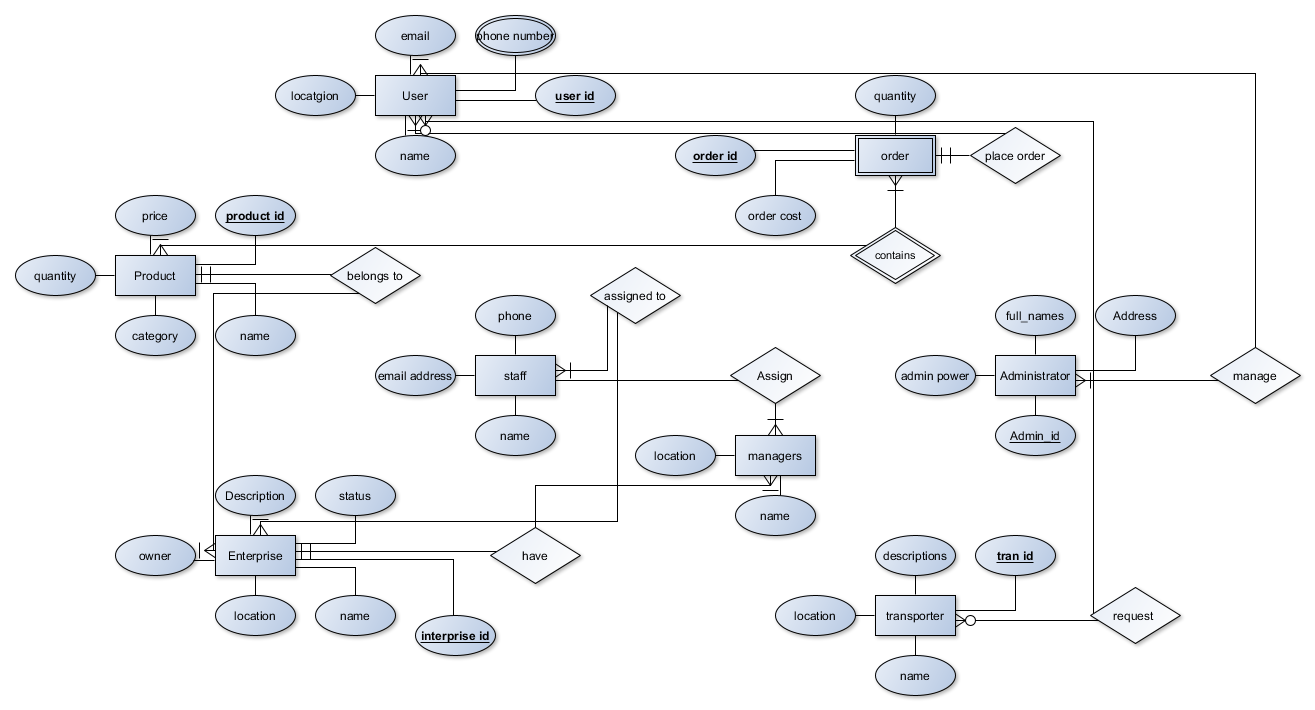 email
phone number
locatgion
User
user id
quantity
name
order id
order
place order
order cost
price
product id
contains
quantity
Product
belongs to
category
name
assigned to
phone
full_names
Address
email address
staff
Assign
admin power
Administrator
manage
name
Admin_id
location
managers
Description
status
name
owner
Enterprise
have
descriptions
tran id
location
name
interprise id
location
transporter
request
name